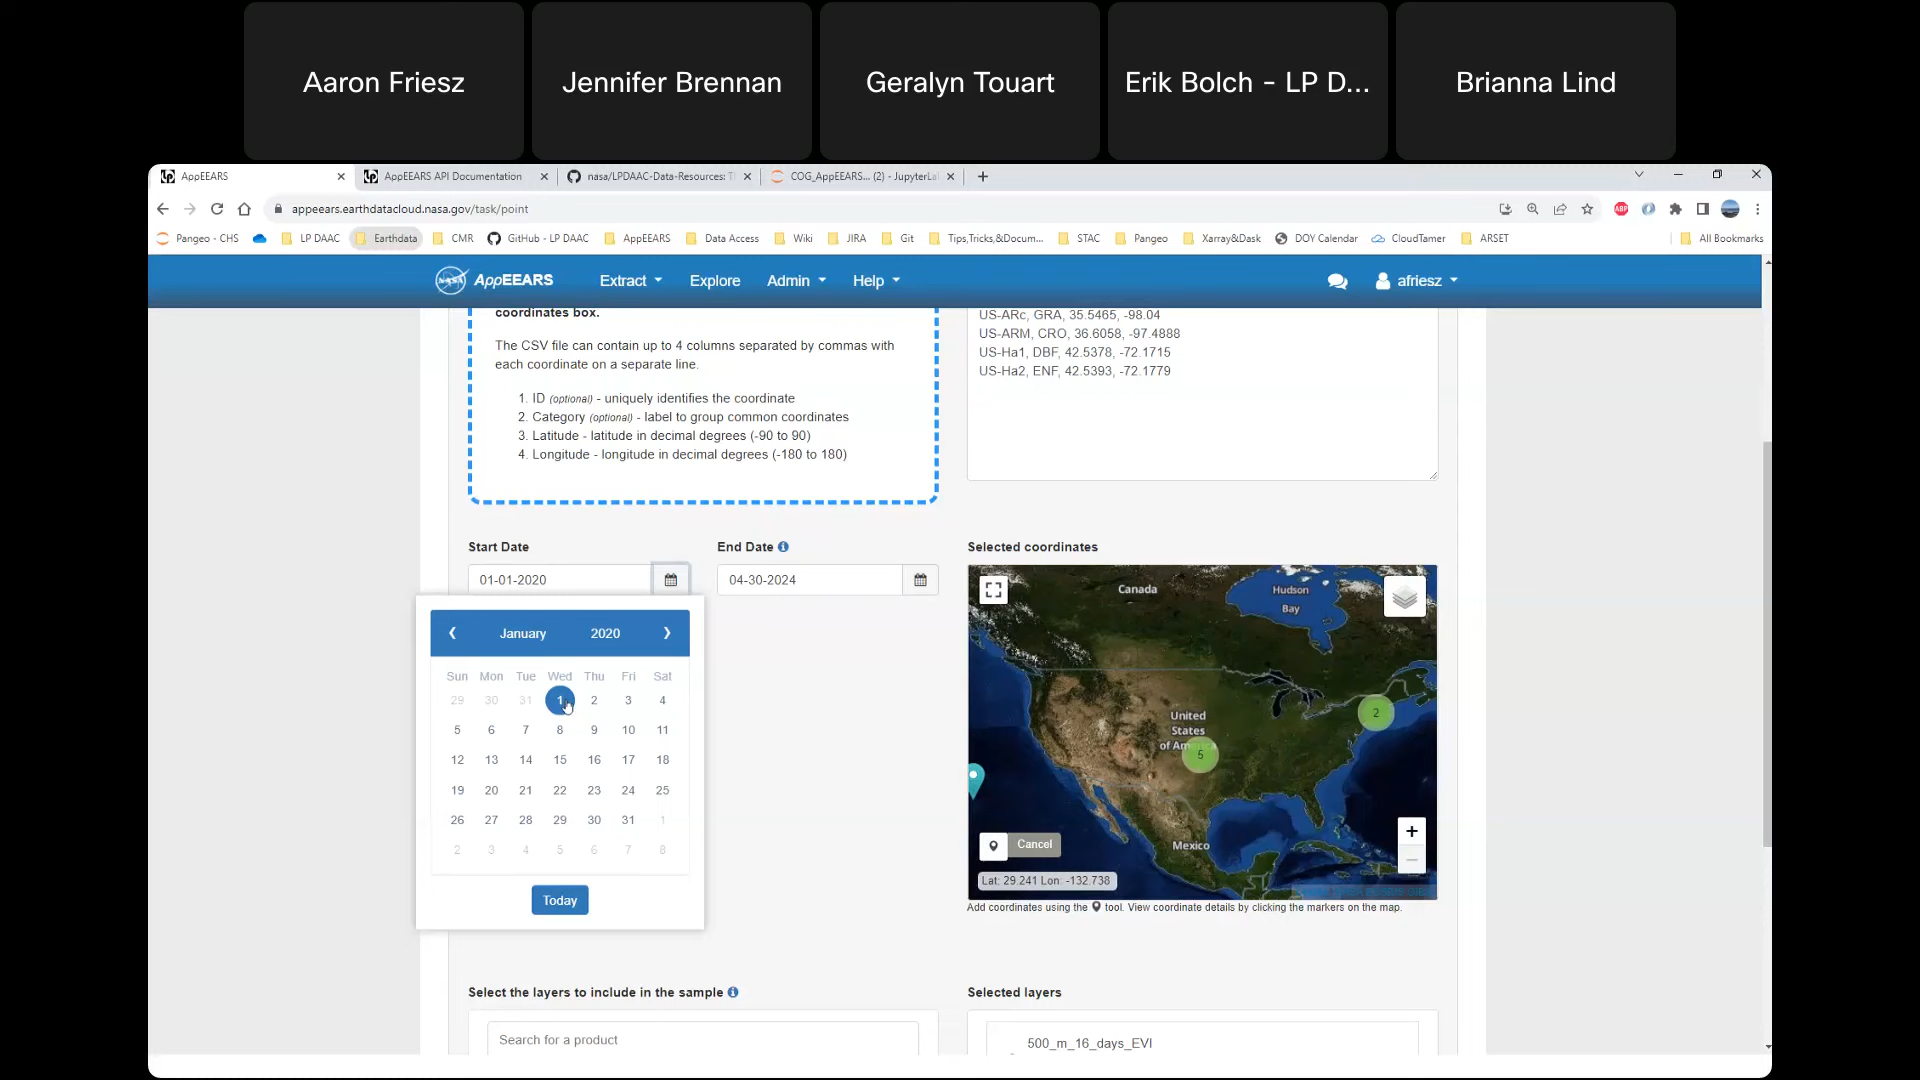 Aaron Friesz
Jennifer Brennan
Geralyn Touart
Erik Bolch - LP D...
Brianna Lind
AppEEARS
AppEEARS API Documentation
nasa/LPDAAC-Data-Resources:
COG_AppEEARS... (2) - JupyterLa
appeears.earthdatacloud.nasa.gov/task/point
ABP
Pangeo - CHS
LP DAAC
Earthdata
CMR
GitHub - LP DAAC
AppEEARS
Data Access
Wiki
JIRA
Git
Tips,Tricks,&Docum...
STAC
Pangeo
Xarray&Dask
DOY Calendar
CloudTamer
ARSET
All Bookmarks
NASA
AppEEARS
Extract
Explore
Admin
Help
afriesz
coordinates box.
The CSV file can contain up to 4 columns separated by commas with
each coordinate on a separate line.
1. ID (optional) - uniquely identifies the coordinate
2. Category (optional) - label to group common coordinates
3. Latitude - latitude in decimal degrees (-90 to 90)
4. Longitude - longitude in decimal degrees (-180 to 180)
US-ARc, GRA, 35.5465, -98.04
US-ARM, CRO, 36.6058, -97.4888
US-Ha1, DBF, 42.5378, -72.1715
US-Ha2, ENF, 42.5393, -72.1779
Start Date
01-01-2020
End Date
04-30-2024
January 2020
Sun Mon Tue Wed Thu Fri Sat
29 30 31 1 2 3 4
5 6 7 8 9 10 11
12 13 14 15 16 17 18
19 20 21 22 23 24 25
26 27 28 29 30 31 1
2 3 4 5 6 7 8
Today
Selected coordinates
Canada
Hudson
Bay
United
States
of America
2
5
Mexico
Cancel
Lat: 29.241 Lon: -132.738
+
Add coordinates using the tool. View coordinate details by clicking the markers on the map.
Select the layers to include in the sample
Search for a product
Selected layers
500_m_16_days_EVI